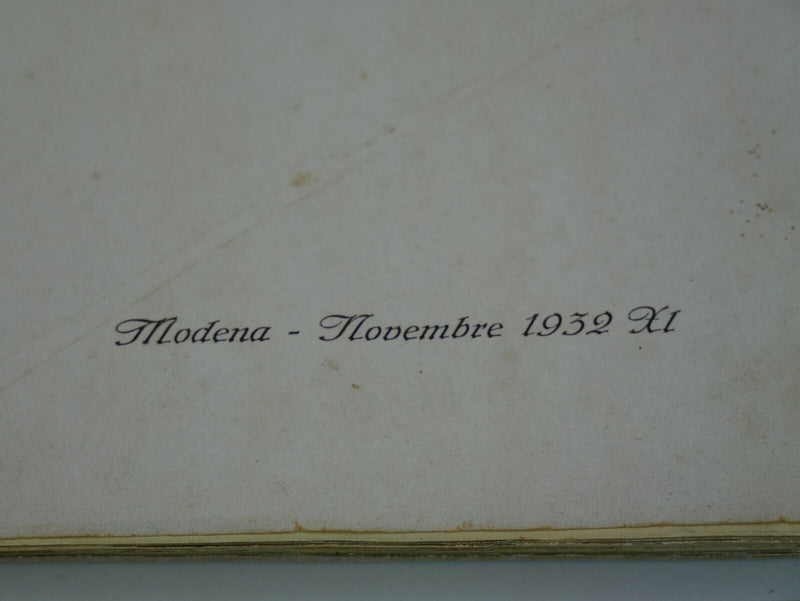 Modena - Novembre 1932 XI